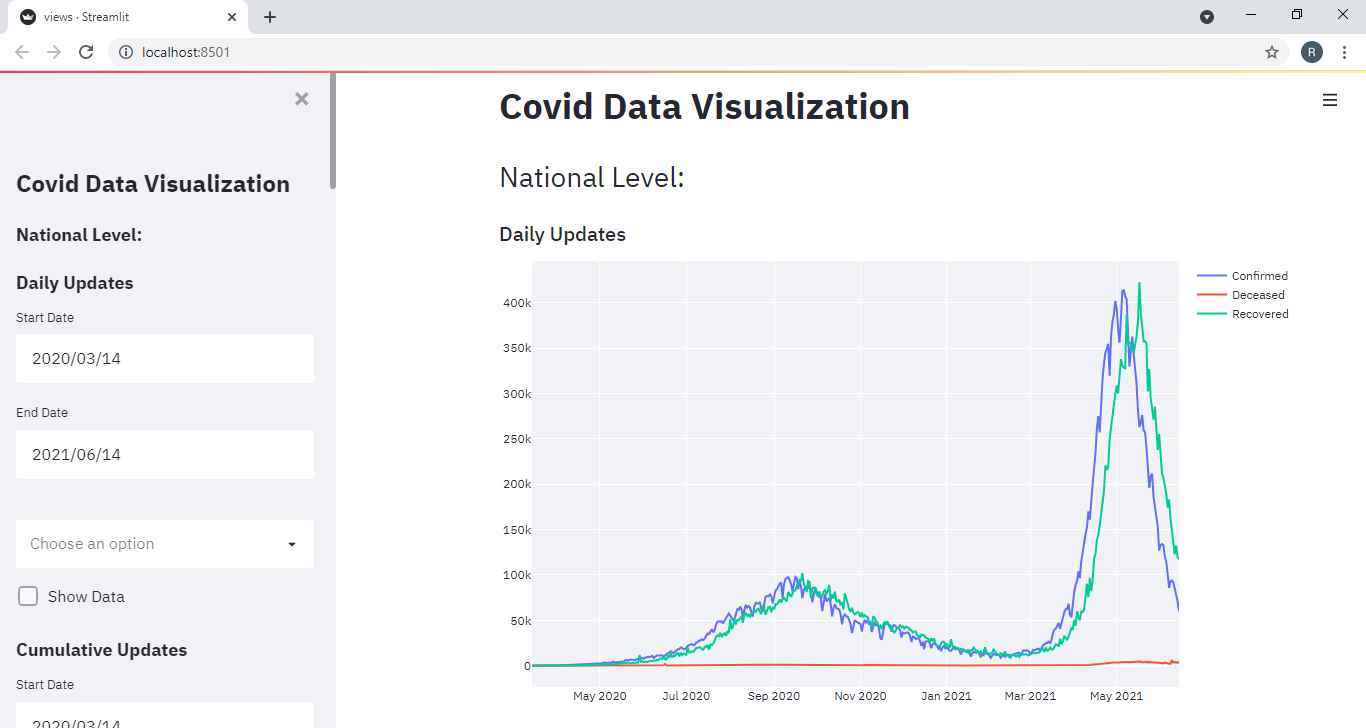 views · Streamlit
localhost:8501
R
Covid Data Visualization
National Level:
Daily Updates
Start Date
2020/03/14
End Date
2021/06/14
Choose an option
Show Data
Cumulative Updates
Start Date
2020/03/14
Covid Data Visualization
National Level:
Daily Updates
400k
350k
300k
250k
200k
150k
100k
50k
0
May 2020 Jul 2020 Sep 2020 Nov 2020 Jan 2021 Mar 2021 May 2021
Confirmed
Deceased
Recovered